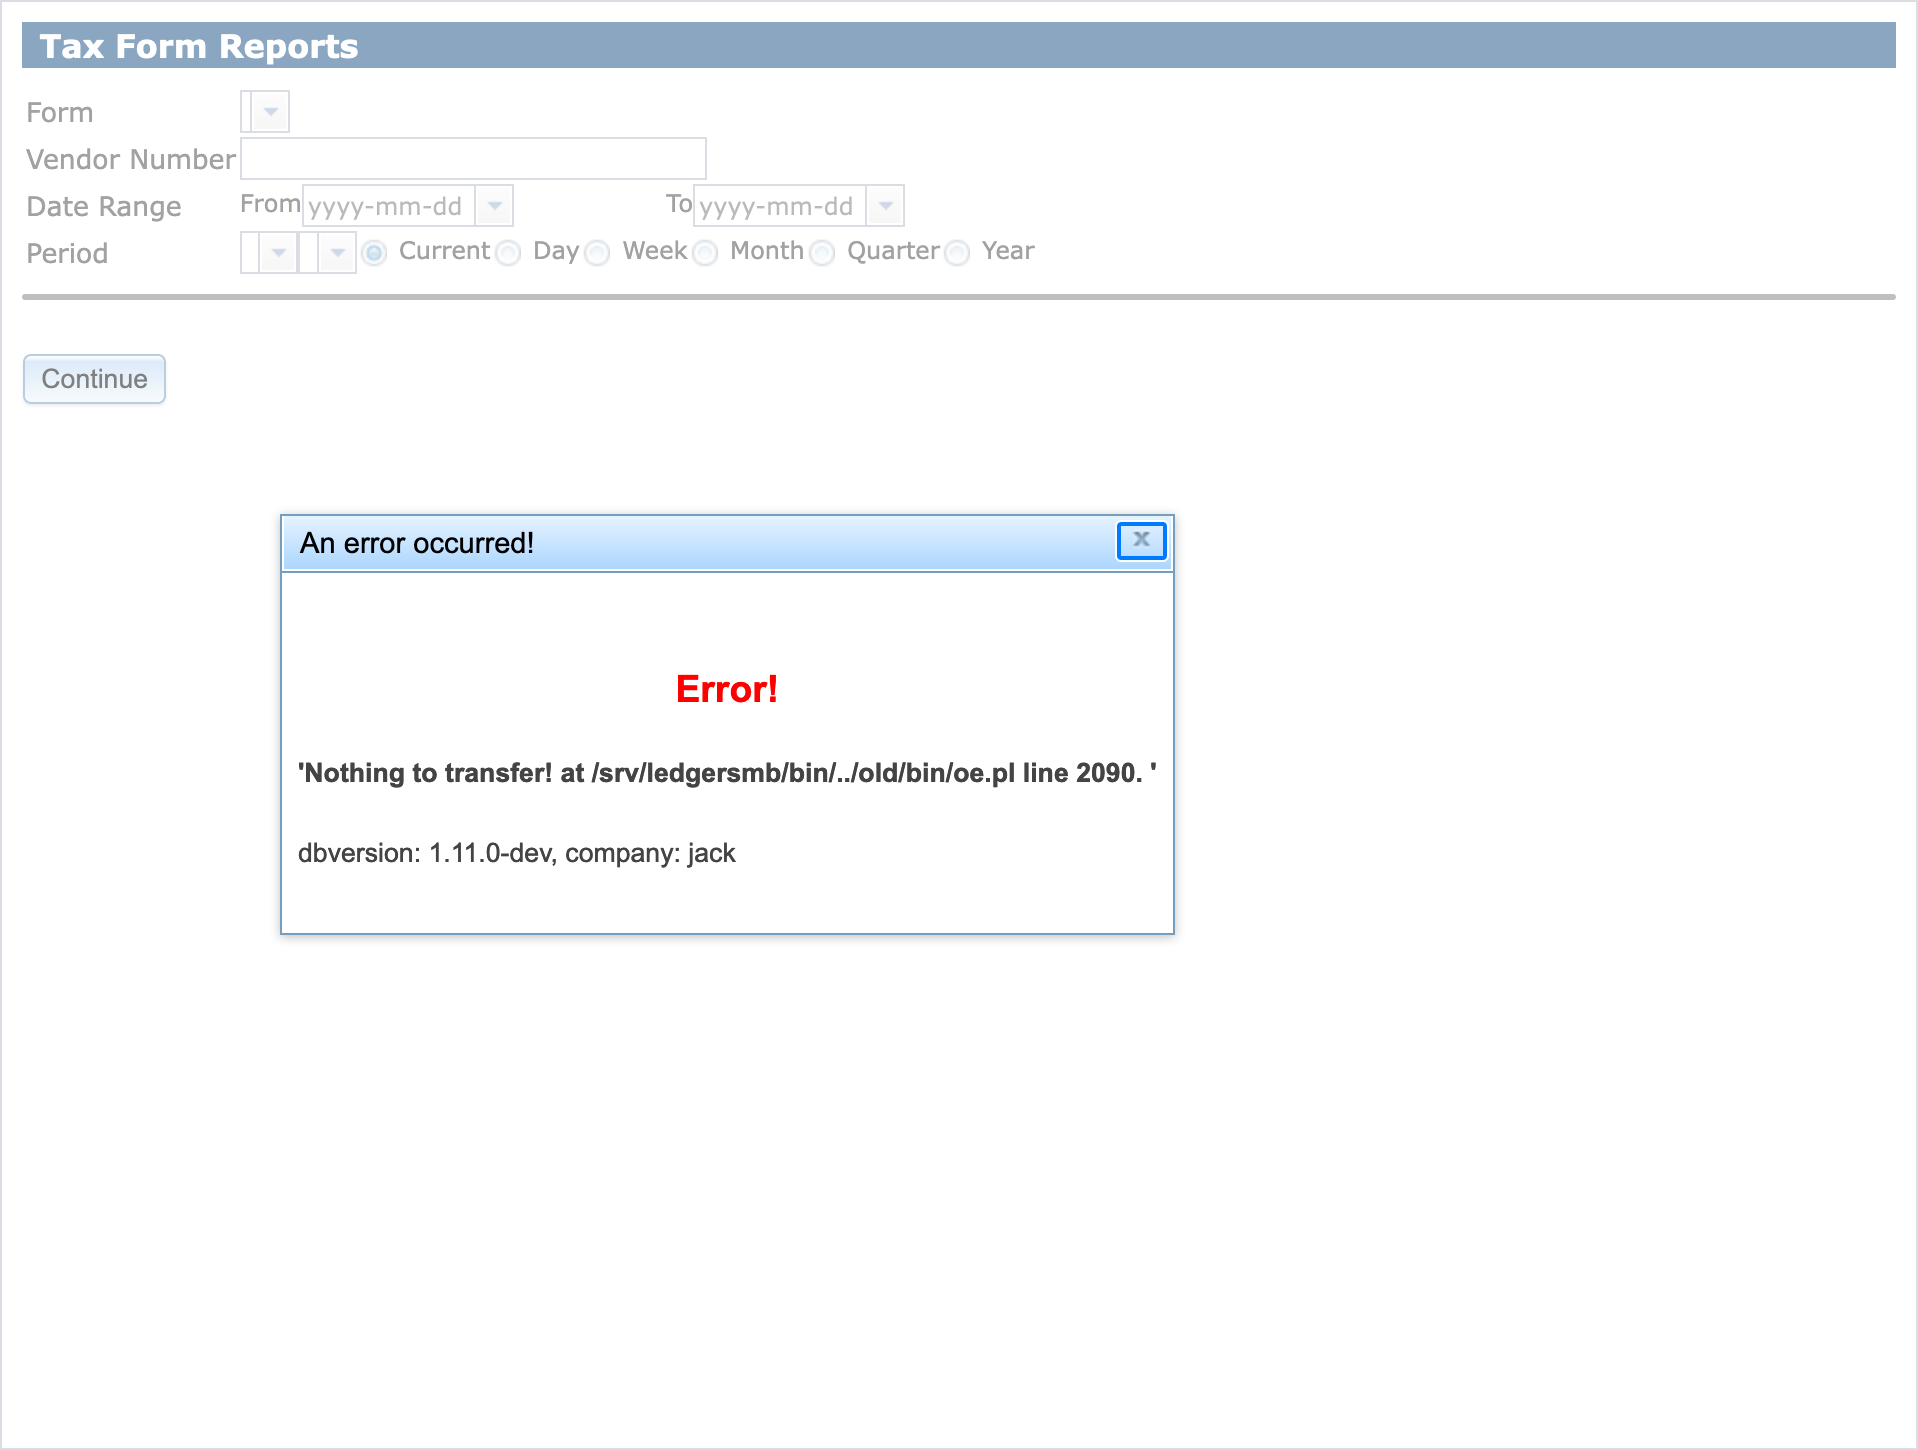 Tax Form Reports
Form
Vendor Number
Date Range From yyyy-mm-dd To yyyy-mm-dd
Period Current Day Week Month Quarter Year
Continue
An error occurred! x
Error!
'Nothing to transfer! at /srv/ledgersmb/bin/../old/bin/oe.pl line 2090. '
dbversion: 1.11.0-dev, company: jack